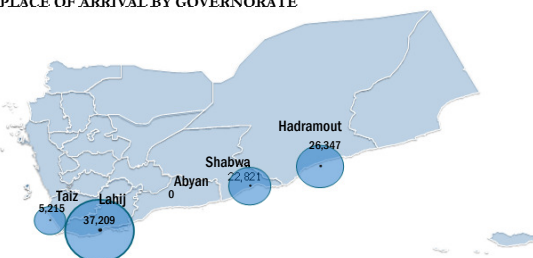 PLACE OF ARRIVAL BY GOVERNORATE
Hadramout
26,347
Shabwa
22,821
Abyan
0
Taiz
5,215
Lahij
37,209